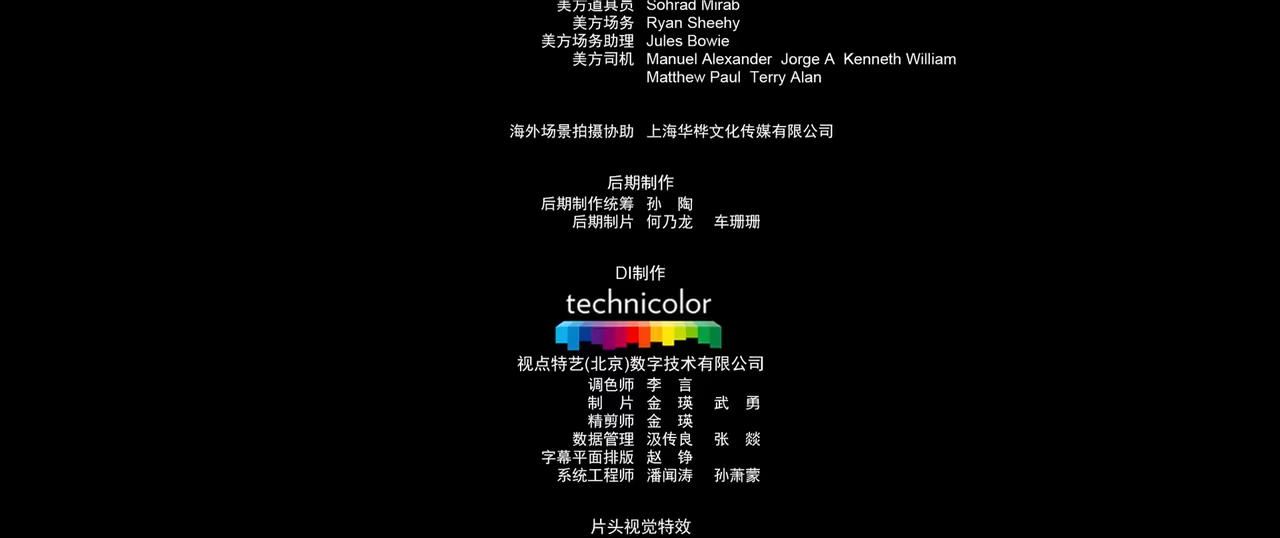 美方道具员 Sohrad Mirab
美方场务 Ryan Sheehy
美方场务助理 Jules Bowie
美方司机 Manuel Alexander Jorge A Kenneth William
Matthew Paul Terry Alan
海外场景拍摄协助 上海华桦文化传媒有限公司
后期制作
后期制作统筹 孙 陶
后期制片 何乃龙 车珊珊
DI制作
technicolor
视点特艺(北京)数字技术有限公司
调色师 李 言
制 片 金 瑛 武 勇
精剪师 金 瑛
数据管理 汲传良 张 燚
字幕平面排版 赵 铮
系统工程师 潘闻涛 孙萧蒙
片头视觉特效